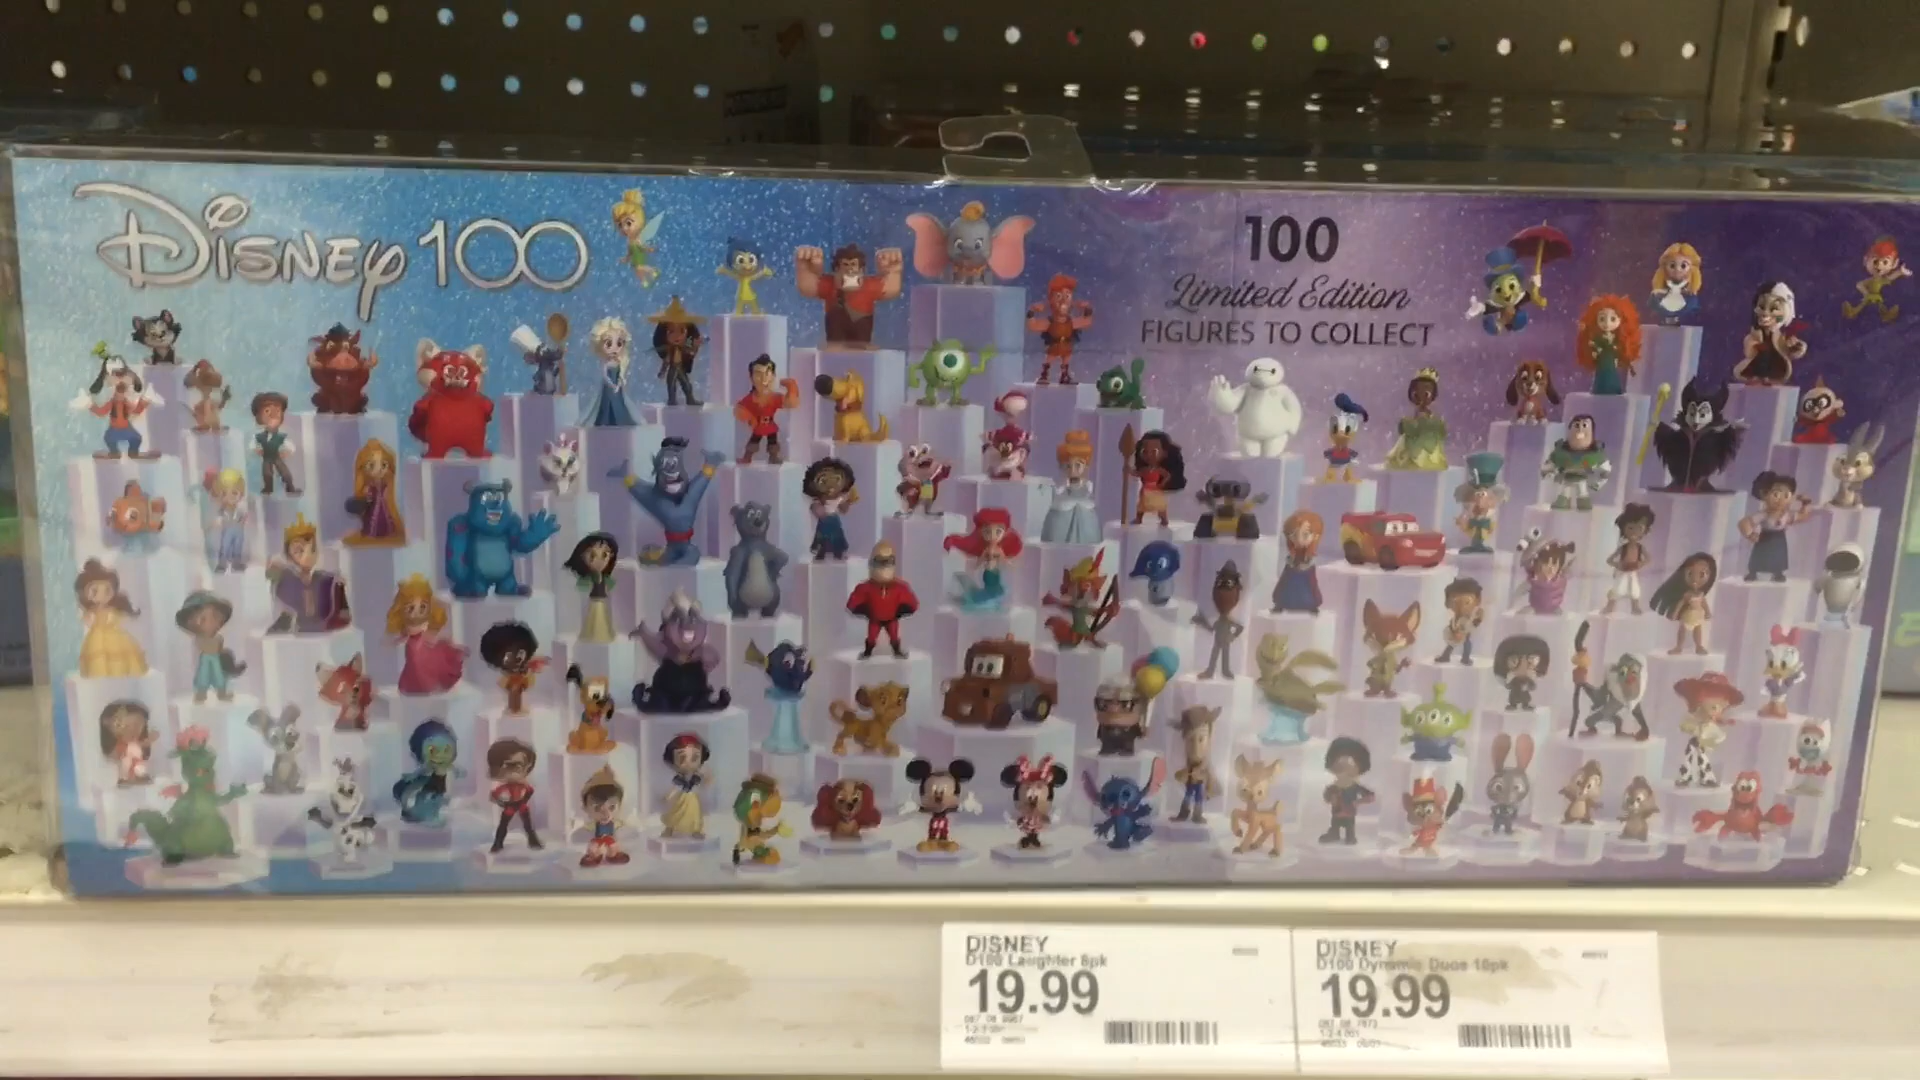 DISNEY 100
100
Limited Edition
FIGURES TO COLLECT
DISNEY
D100 Laughter 8pk
19.99
DISNEY
D100 Dynamic Duos 10pk
19.99